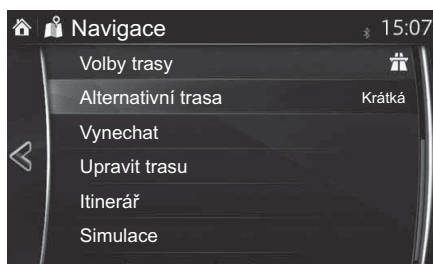 Navigace 15:07
Volby trasy
Alternativní trasa Krátká
Vynechat
Upravit trasu
Itinerář
Simulace